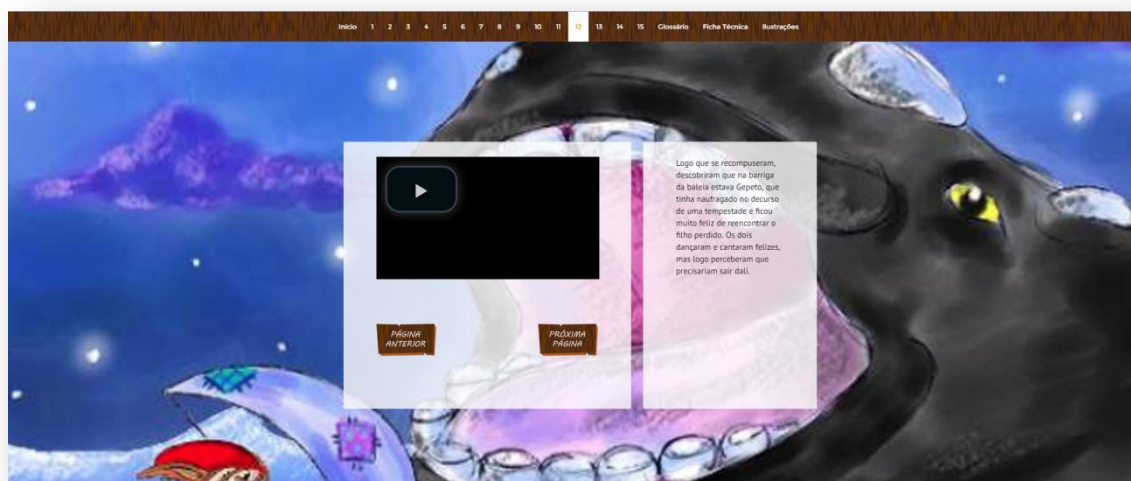 Início 1 2 3 4 5 6 7 8 9 10 11 12 13 14 15 Glossário Ficha Técnica Ilustrações
Logo que se recompuseram,
descobriram que na barriga
da baleia estava Gepeto, que
tinha naufragado no decurso
de uma tempestade e ficou
muito feliz de reencontrar o
filho perdido. Os dois
dançaram e cantaram felizes,
mas logo perceberam que
precisariam sair dali.
PÁGINA
ANTERIOR
PRÓXIMA
PÁGINA